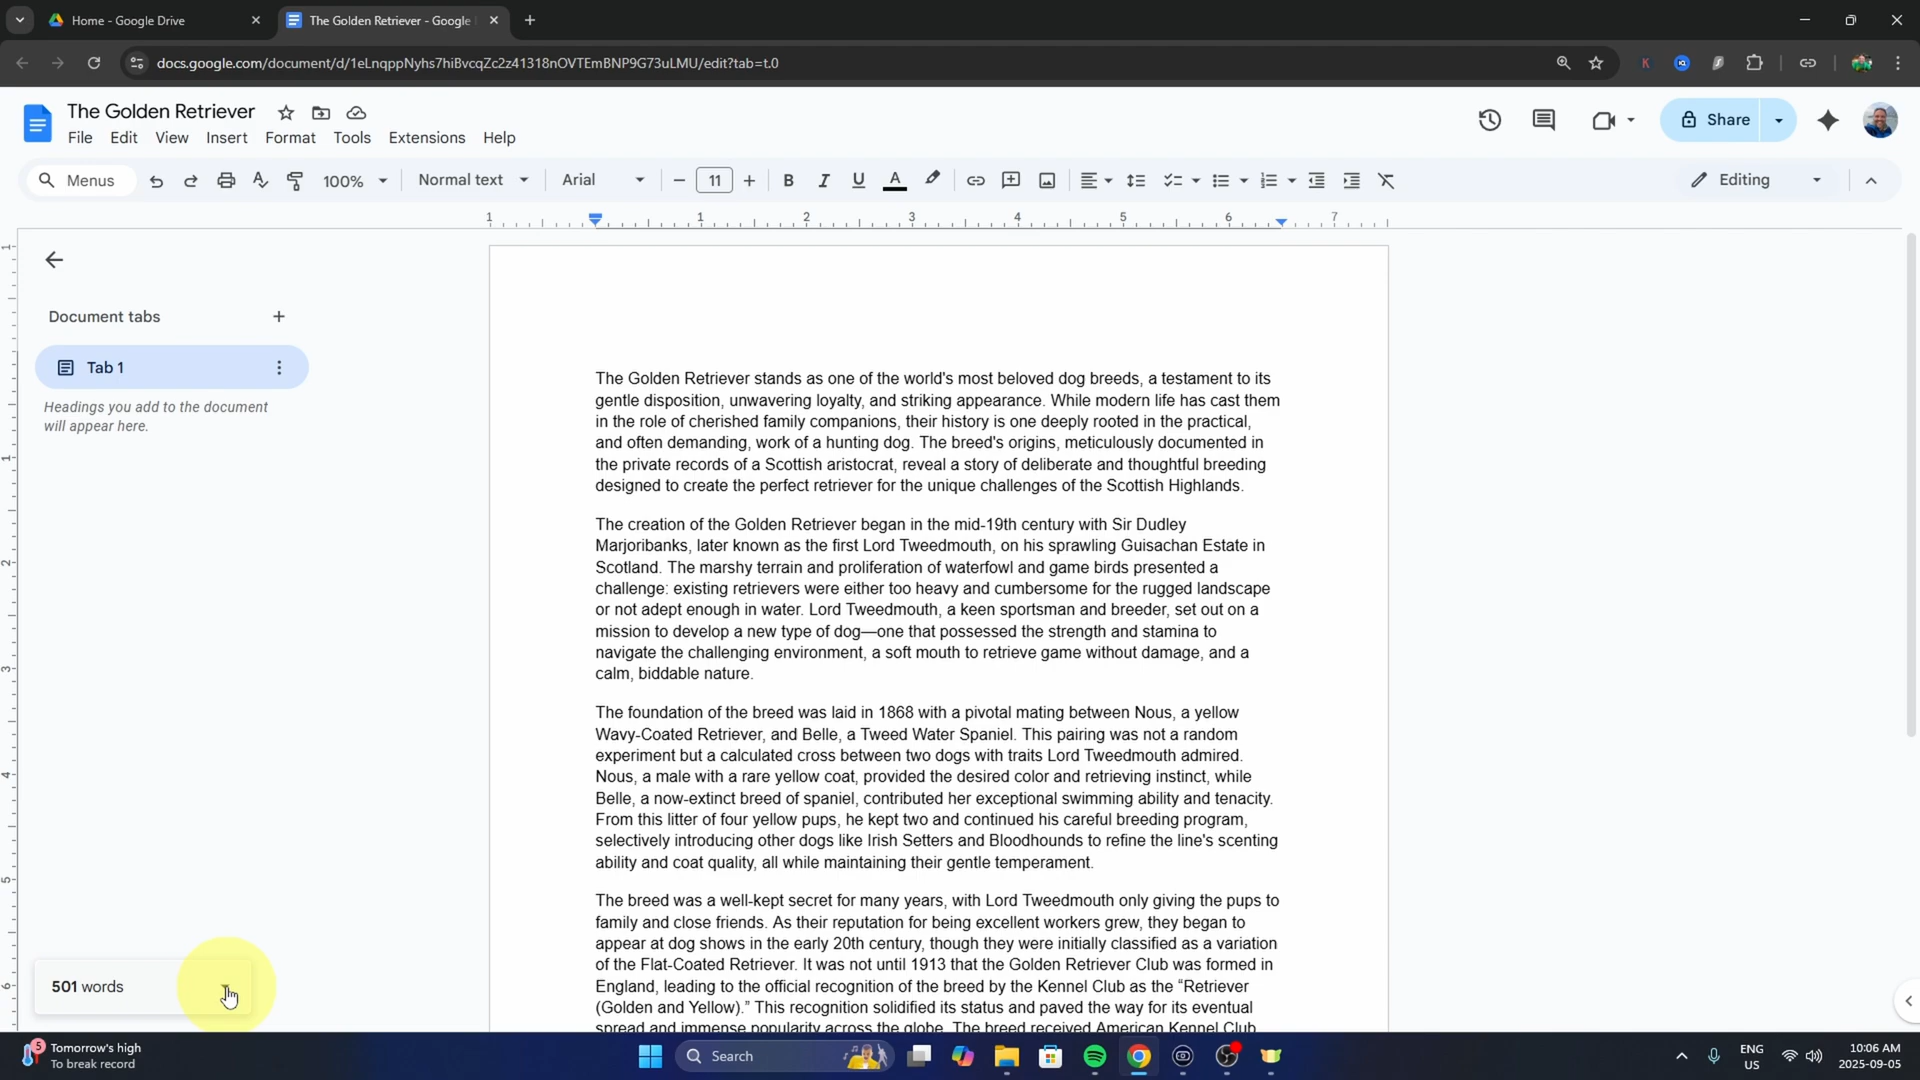 Home - Google Drive
The Golden Retriever - Google
docs.google.com/document/d/1eLnqppNyhs7hiBvcqZc2z41318nOVTEmBNP9G73uLMU/edit?tab=t.0
The Golden Retriever
File Edit View Insert Format Tools Extensions Help
Share
Menus 100% Normal text Arial 11 Editing
1 1 2 3 4 5 6 7
Document tabs
Tab 1
Headings you add to the document
will appear here.
The Golden Retriever stands as one of the world's most beloved dog breeds, a testament to its
gentle disposition, unwavering loyalty, and striking appearance. While modern life has cast them
in the role of cherished family companions, their history is one deeply rooted in the practical,
and often demanding, work of a hunting dog. The breed's origins, meticulously documented in
the private records of a Scottish aristocrat, reveal a story of deliberate and thoughtful breeding
designed to create the perfect retriever for the unique challenges of the Scottish Highlands.
The creation of the Golden Retriever began in the mid-19th century with Sir Dudley
Marjoribanks, later known as the first Lord Tweedmouth, on his sprawling Guisachan Estate in
Scotland. The marshy terrain and proliferation of waterfowl and game birds presented a
challenge: existing retrievers were either too heavy and cumbersome for the rugged landscape
or not adept enough in water. Lord Tweedmouth, a keen sportsman and breeder, set out on a
mission to develop a new type of dog—one that possessed the strength and stamina to
navigate the challenging environment, a soft mouth to retrieve game without damage, and a
calm, biddable nature.
The foundation of the breed was laid in 1868 with a pivotal mating between Nous, a yellow
Wavy-Coated Retriever, and Belle, a Tweed Water Spaniel. This pairing was not a random
experiment but a calculated cross between two dogs with traits Lord Tweedmouth admired.
Nous, a male with a rare yellow coat, provided the desired color and retrieving instinct, while
Belle, a now-extinct breed of spaniel, contributed her exceptional swimming ability and tenacity.
From this litter of four yellow pups, he kept two and continued his careful breeding program,
selectively introducing other dogs like Irish Setters and Bloodhounds to refine the line's scenting
ability and coat quality, all while maintaining their gentle temperament.
The breed was a well-kept secret for many years, with Lord Tweedmouth only giving the pups to
family and close friends. As their reputation for being excellent workers grew, they began to
appear at dog shows in the early 20th century, though they were initially classified as a variation
of the Flat-Coated Retriever. It was not until 1913 that the Golden Retriever Club was formed in
England, leading to the official recognition of the breed by the Kennel Club as the “Retriever
(Golden and Yellow).” This recognition solidified its status and paved the way for its eventual
spread and immense popularity across the globe. The breed received American Kennel Club
501 words
5
Tomorrow's high
To break record
Search
ENG
US
10:06 AM
2025-09-05